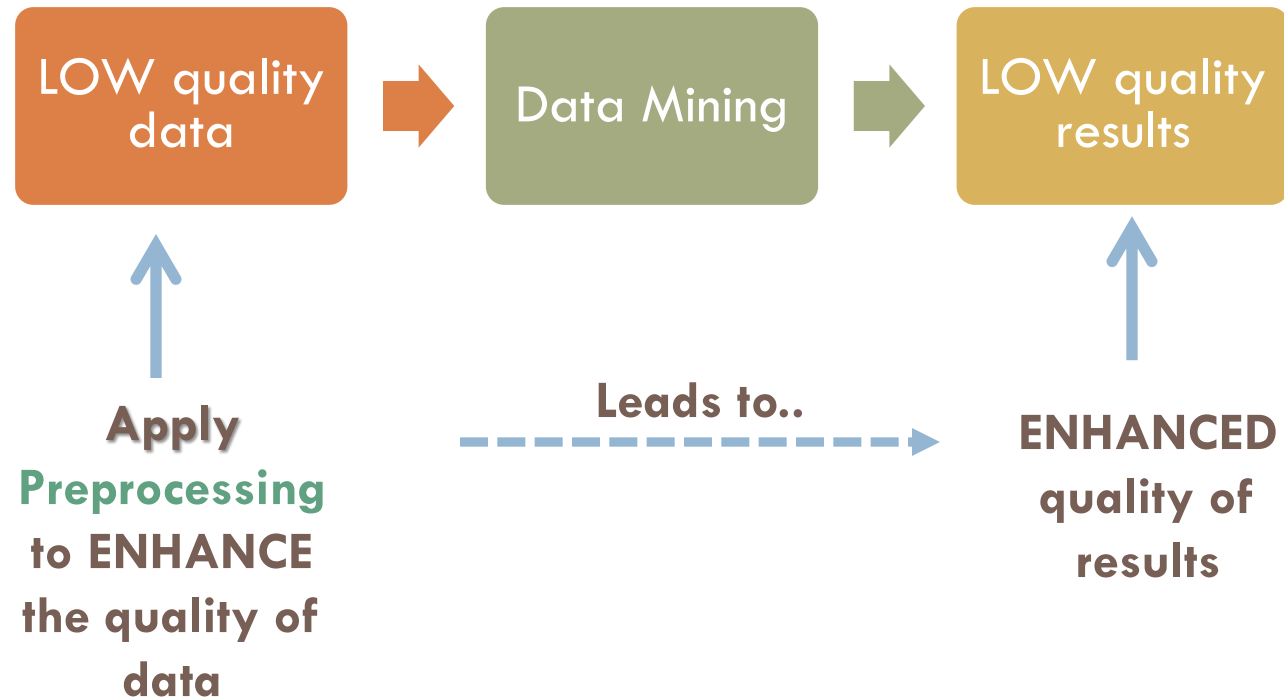 LOW quality
data
Data Mining
LOW quality
results
Apply
Preprocessing
to ENHANCE
the quality of
data
Leads to..
ENHANCED
quality of
results